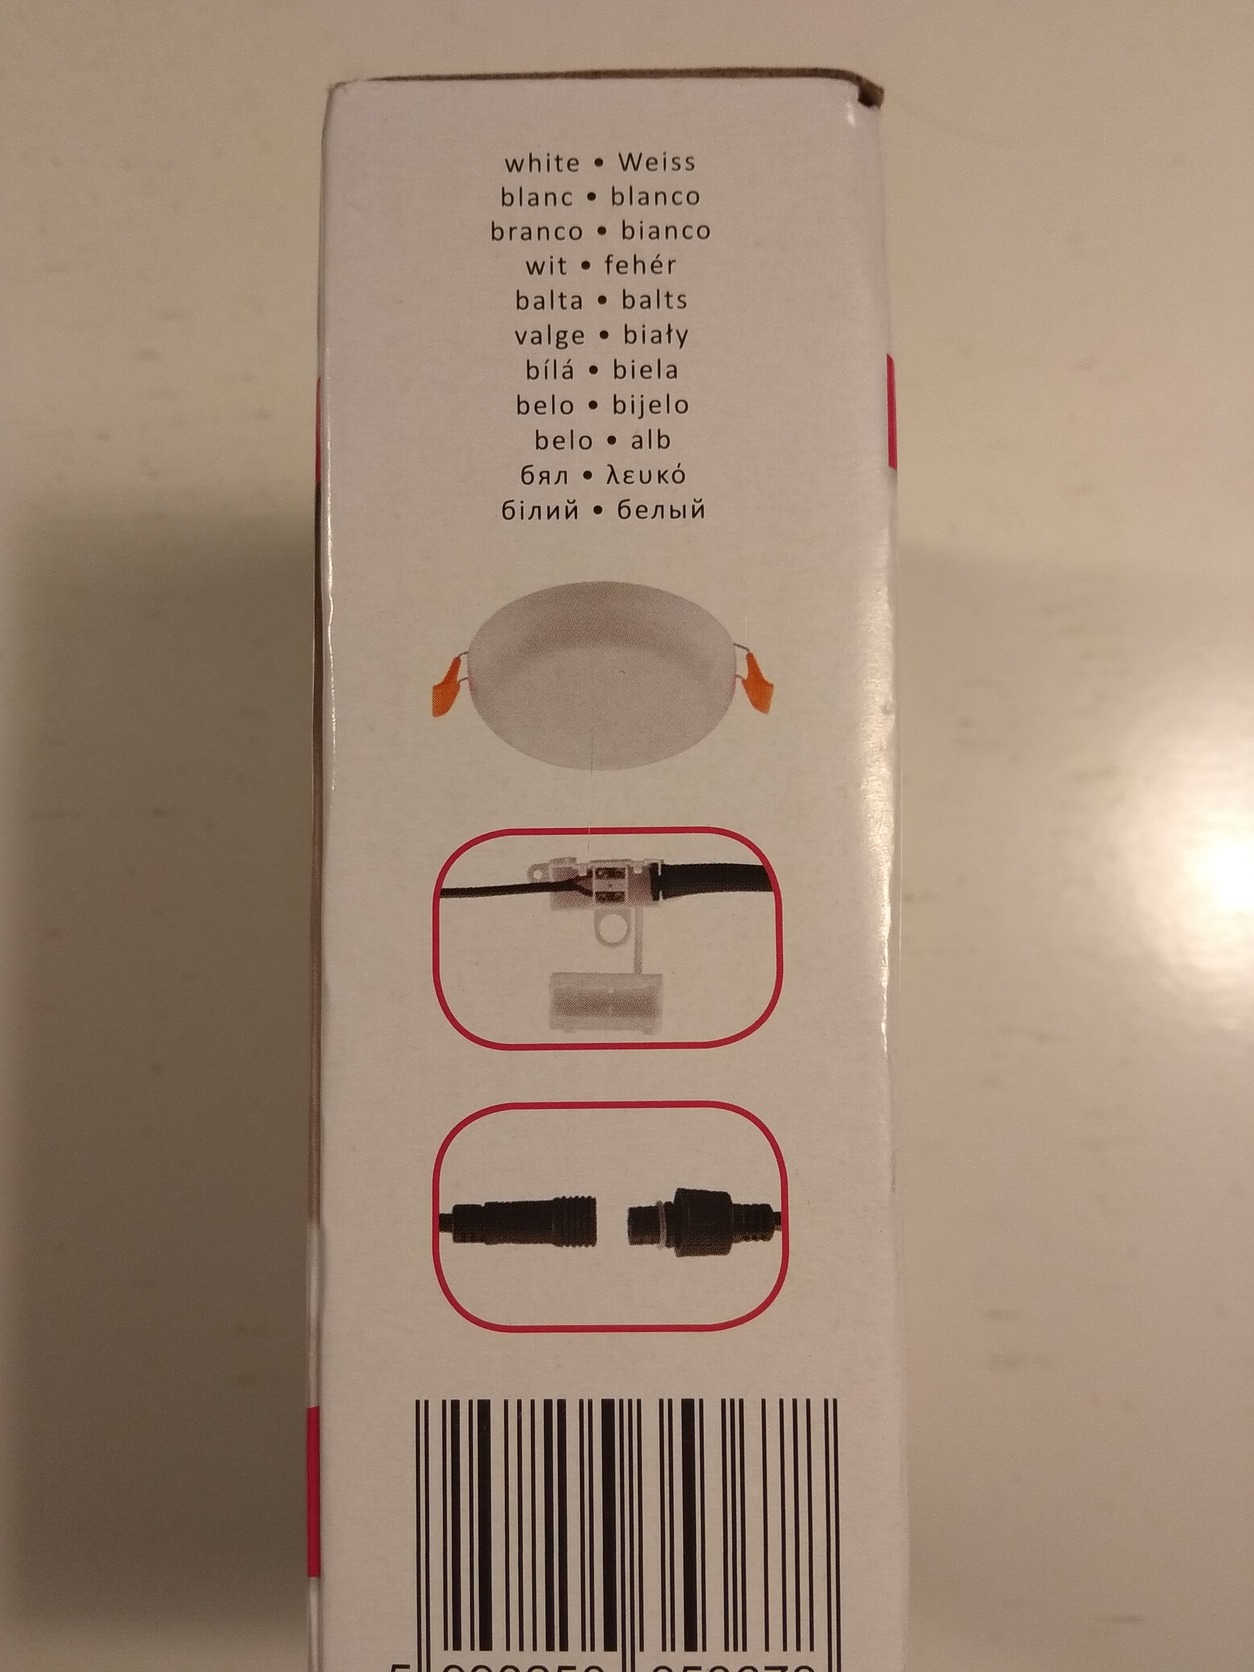 white • Weiss
blanc • blanco
branco • bianco
wit • fehér
balta • balts
valge • biały
bílá • biela
belo • bijelo
belo • alb
бял • λευκό
білий • белый